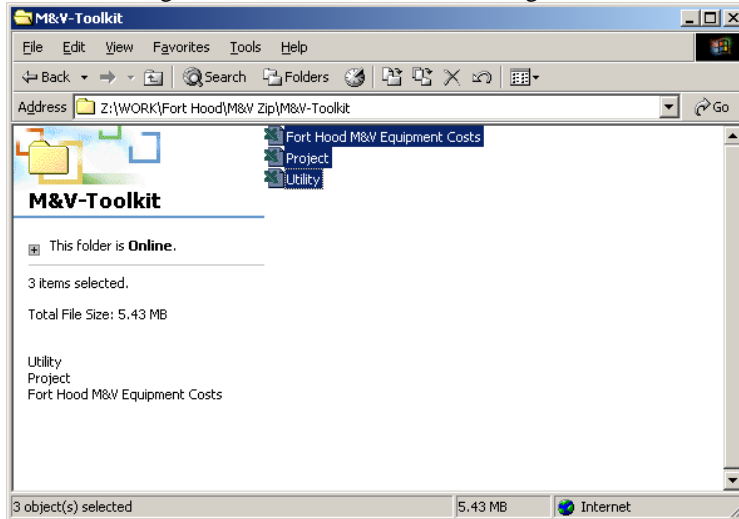 M&V-Toolkit
File Edit View Favorites Tools Help
Back Search Folders
Address Z:\WORK\Fort Hood\M&V Zip\M&V-Toolkit Go
Fort Hood M&V Equipment Costs
Project
Utility
M&V-Toolkit
This folder is Online.
3 items selected.
Total File Size: 5.43 MB
Utility
Project
Fort Hood M&V Equipment Costs
3 object(s) selected 5.43 MB Internet